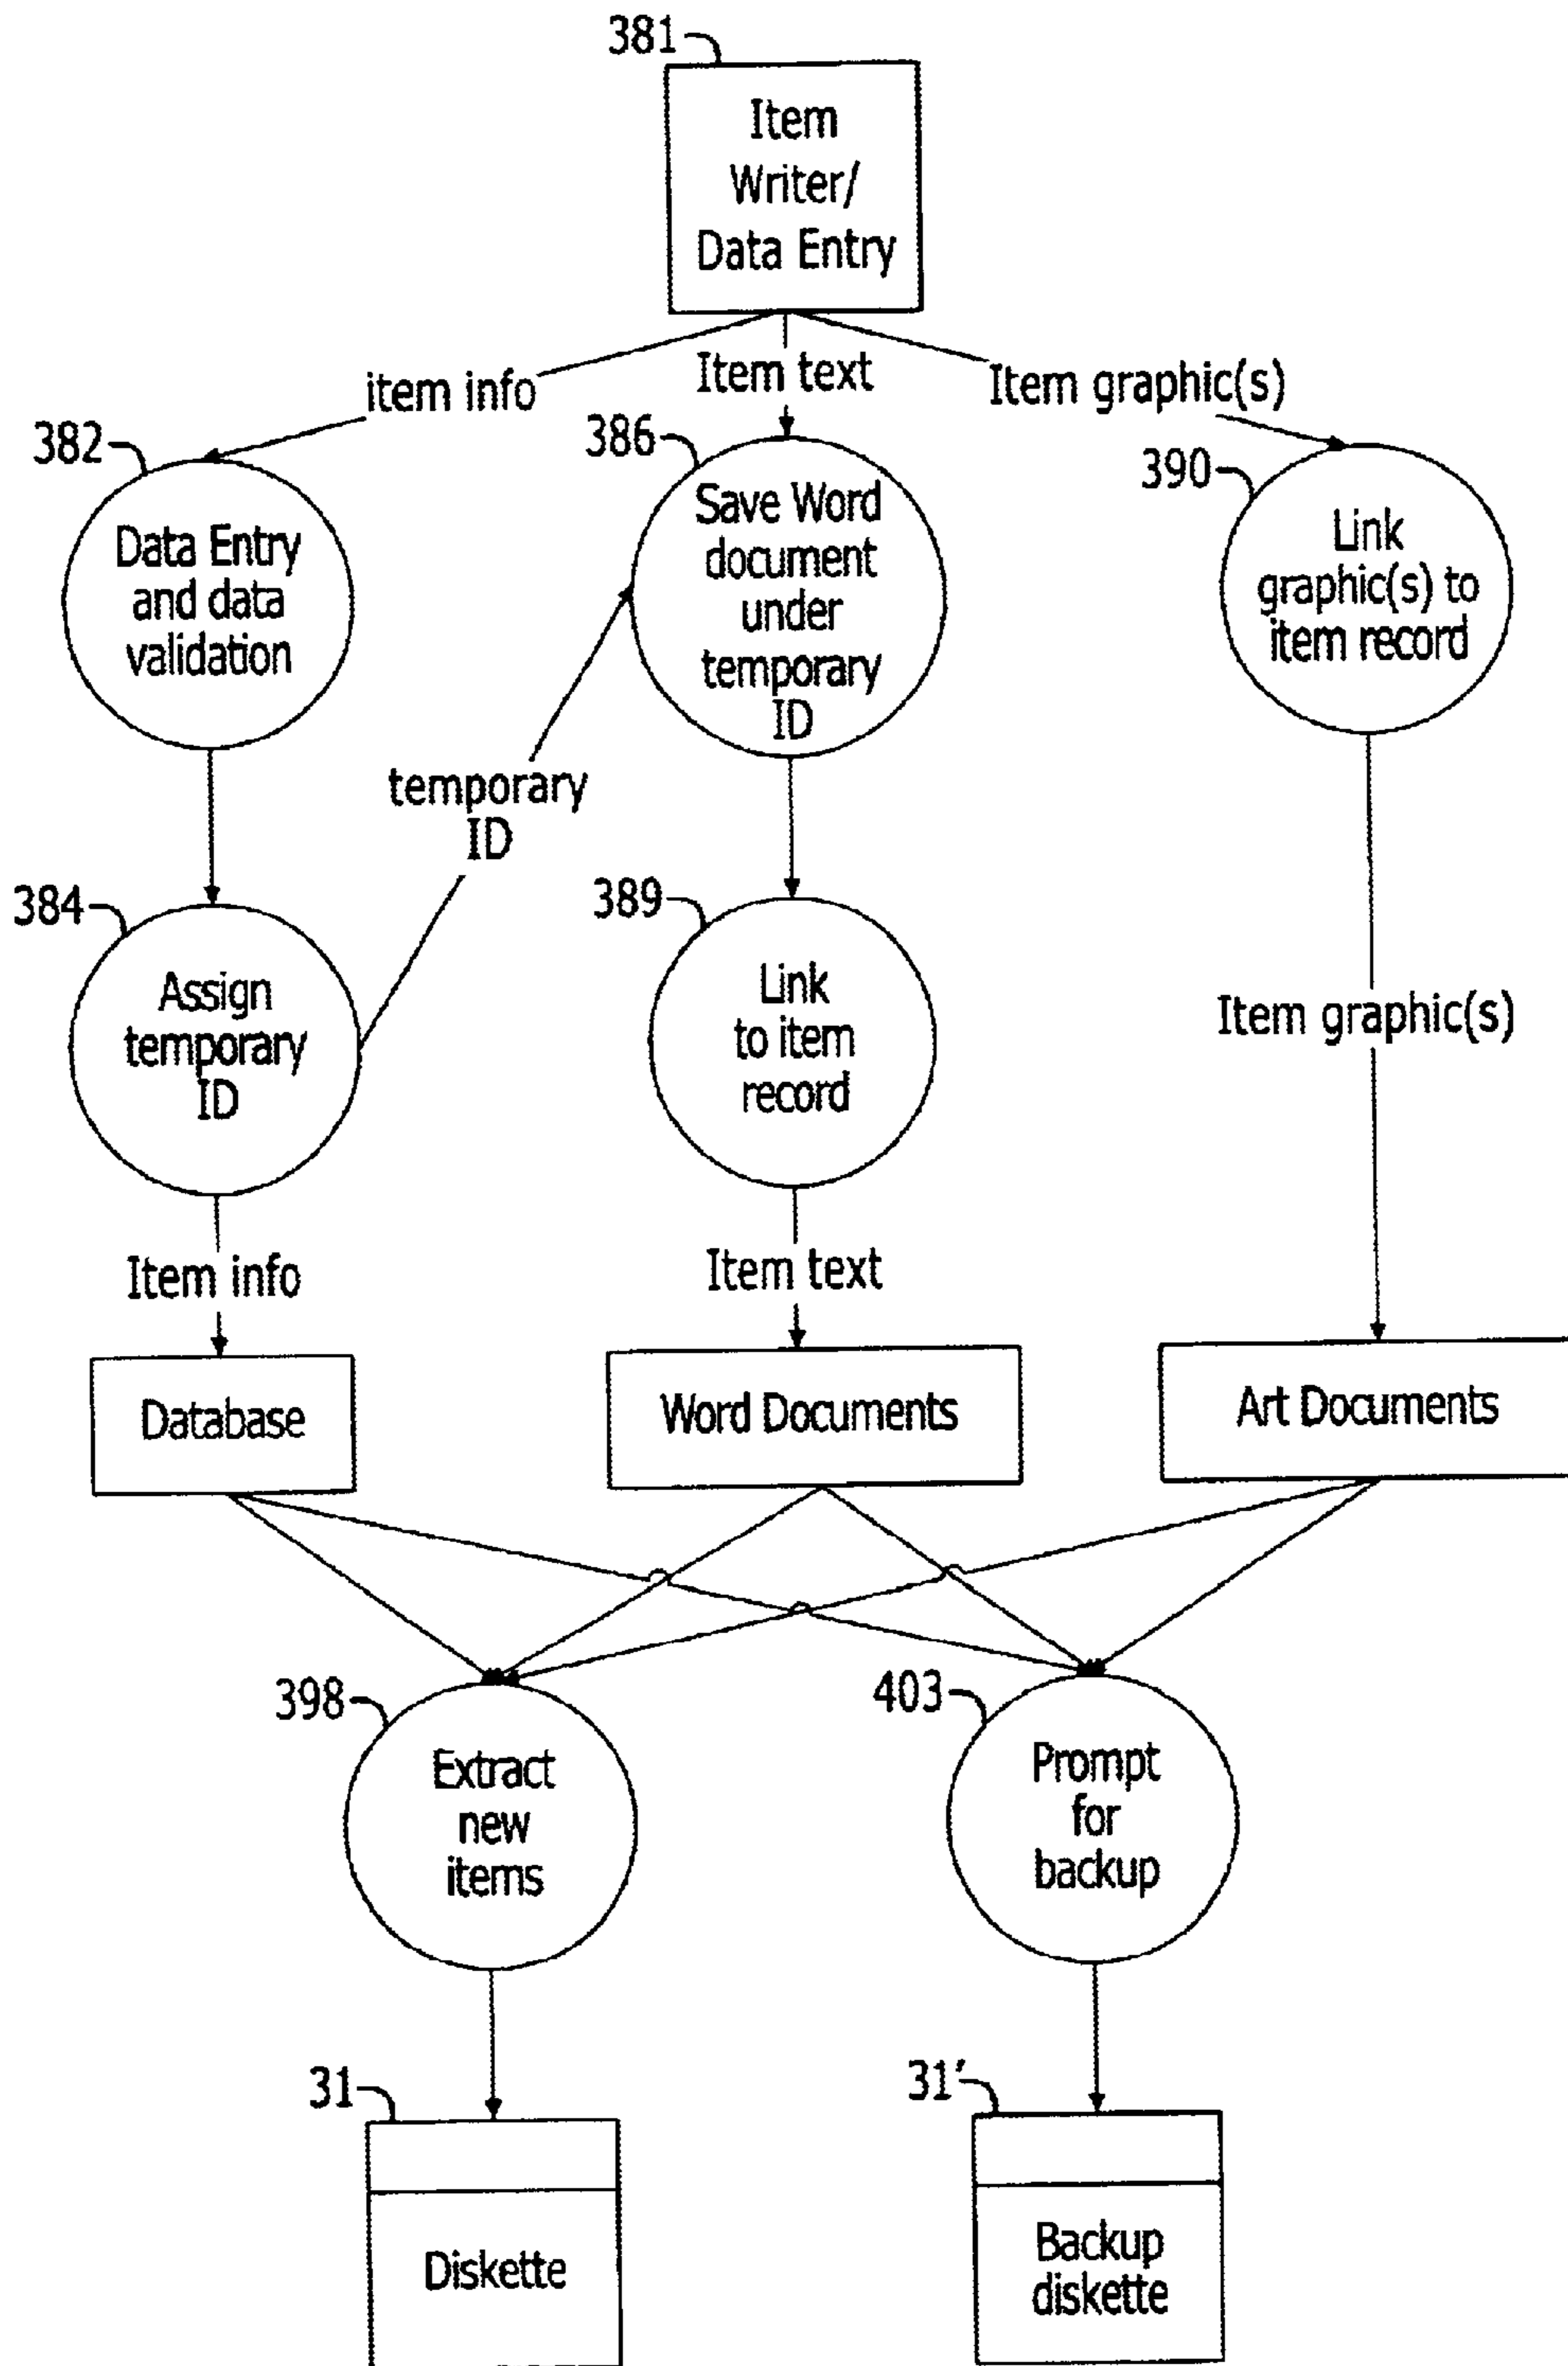 381
Item
Writer/
Data Entry
item info
Item text
Item graphic(s)
382
Data Entry
and data
validation
386
Save Word
document
under
temporary
ID
390
Link
graphic(s) to
item record
temporary
ID
384
Assign
temporary
ID
389
Link
to item
record
Item graphic(s)
Item info
Item text
Database
Word Documents
Art Documents
398
Extract
new
items
403
Prompt
for
backup
31
Diskette
31'
Backup
diskette